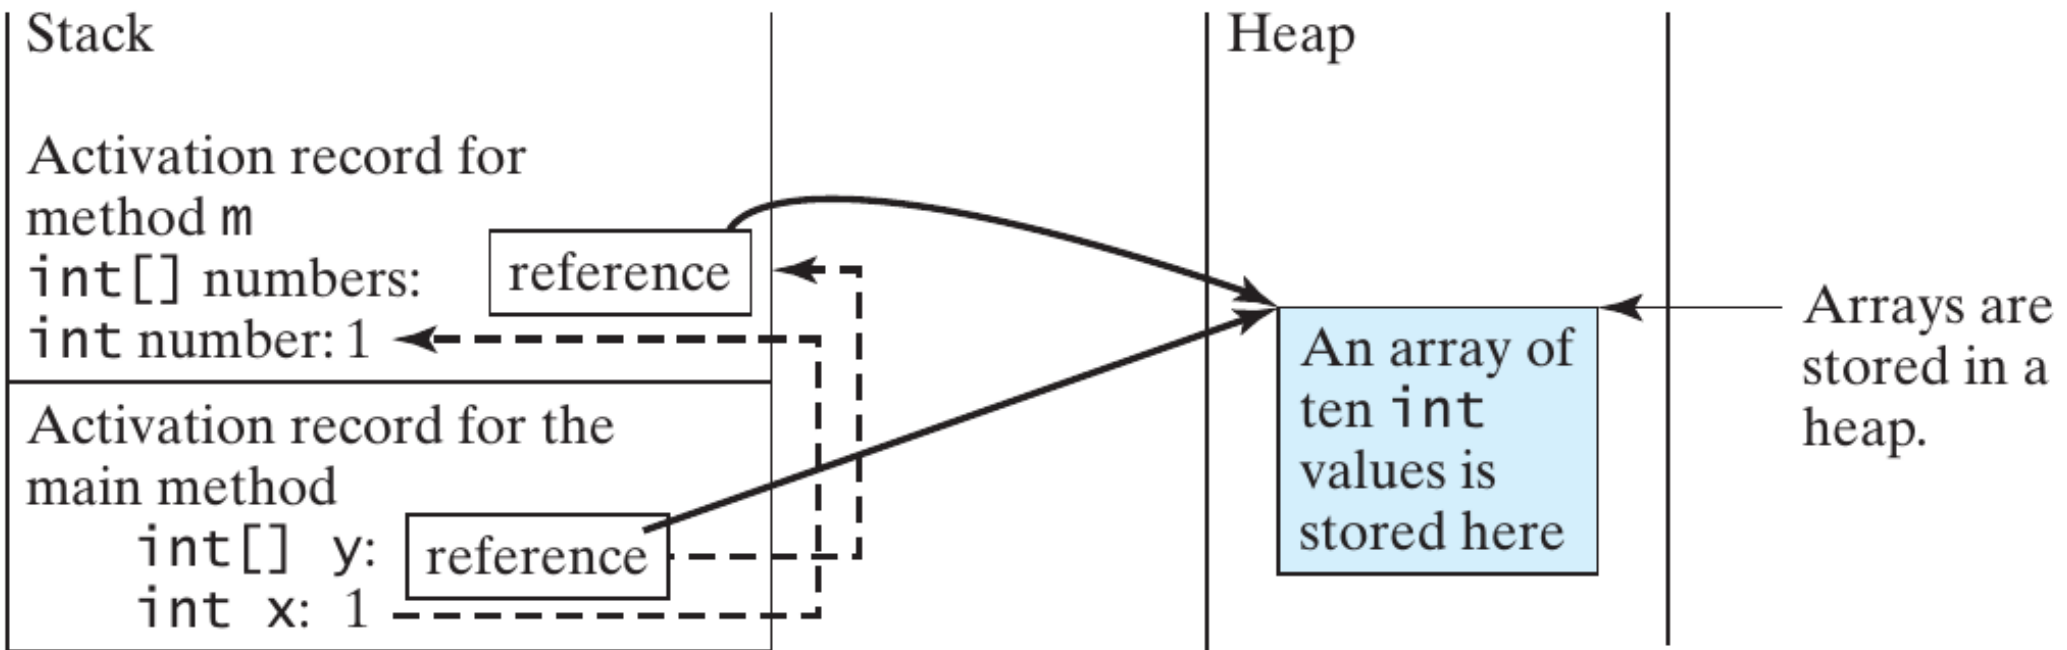 Stack
Activation record for
method m
int[] numbers:
reference
int number: 1
Activation record for the
main method
int[] y:
reference
int x: 1
Heap
An array of
ten int
values is
stored here
Arrays are
stored in a
heap.